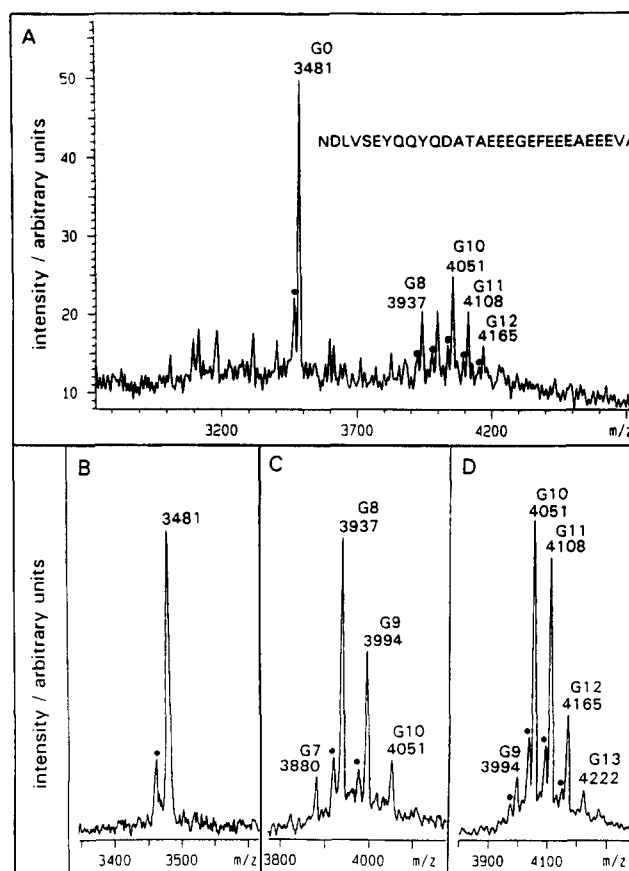 A
intensity / arbitrary units
50
40
30
20
10
G0
3481
NDLVSEYQQYQDATAEEEGEFEEEAEEEVA
G8
3937
G10
4051
G11
4108
G12
4165
3200
3700
4200
m/z
B
intensity / arbitrary units
3481
3400
3500
m/z
C
G8
3937
G9
3994
G7
3880
G10
4051
3800
4000
m/z
D
G10
4051
G11
4108
G12
4165
G9
3994
G13
4222
3900
4100
m/z